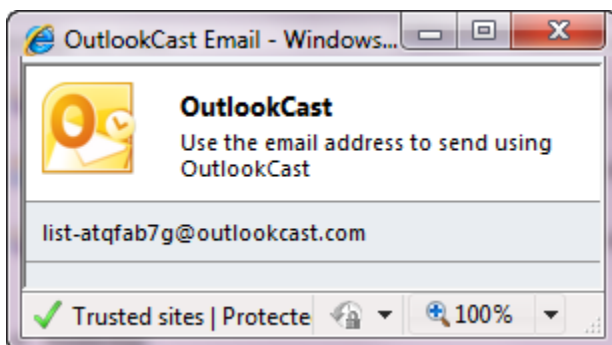 OutlookCast Email - Windows...
OutlookCast
Use the email address to send using
OutlookCast
list-atqfab7g@outlookcast.com
Trusted sites | Protecte
100%